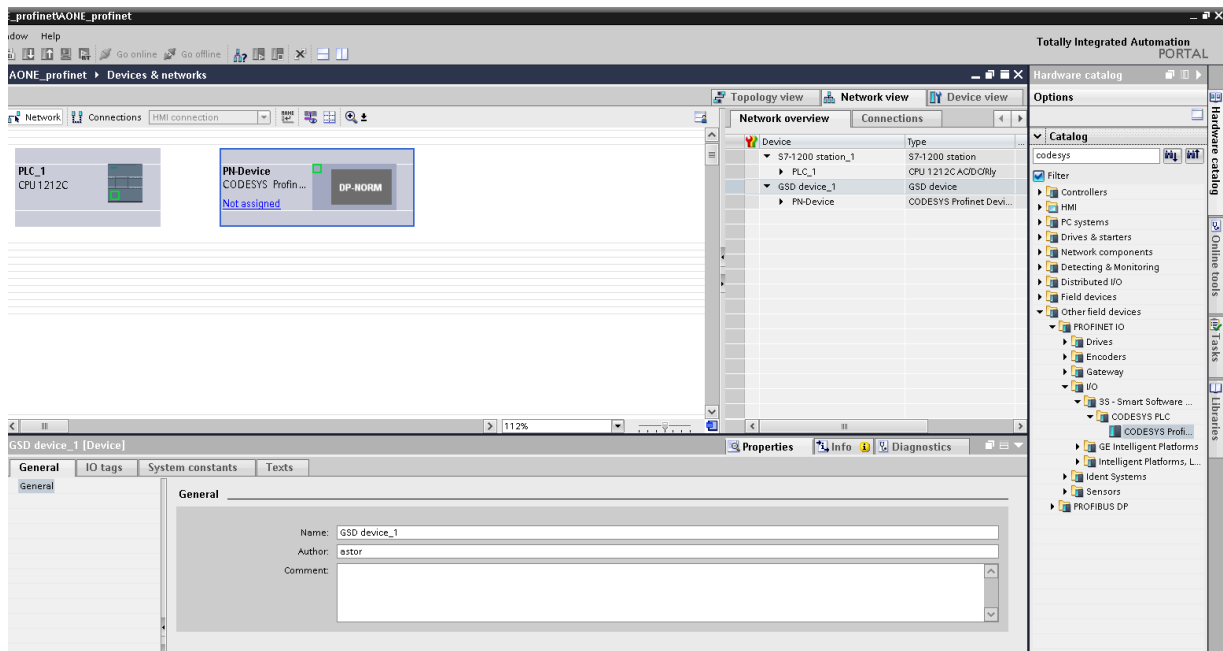 _profinet\AONE_profinet
dow Help
Go online Go offline
Totally Integrated Automation
PORTAL
AONE_profinet Devices & networks
Topology view Network view Device view
Network Connections HMI connection
Network overview Connections
Device Type ...
S7-1200 station_1 S7-1200 station
PLC_1 CPU 1212C AC/DC/Rly
GSD device_1 GSD device
PN-Device CODESYS Profinet Devi...
PLC_1
CPU 1212C
PN-Device
CODESYS Profin...
Not assigned
DP-NORM
112%
GSD device_1 [Device]
Properties Info Diagnostics
General IO tags System constants Texts
General
General
Name: GSD device_1
Author: astor
Comment:
Hardware catalog
Options
Catalog
codesys
Filter
Controllers
HMI
PC systems
Drives & starters
Network components
Detecting & Monitoring
Distributed I/O
Field devices
Other field devices
PROFINET IO
Drives
Encoders
Gateway
I/O
3S - Smart Software ...
CODESYS PLC
CODESYS Profi...
GE Intelligent Platforms
Intelligent Platforms, L...
Ident Systems
Sensors
PROFIBUS DP
Hardware catalog
Online tools
Tasks
Libraries